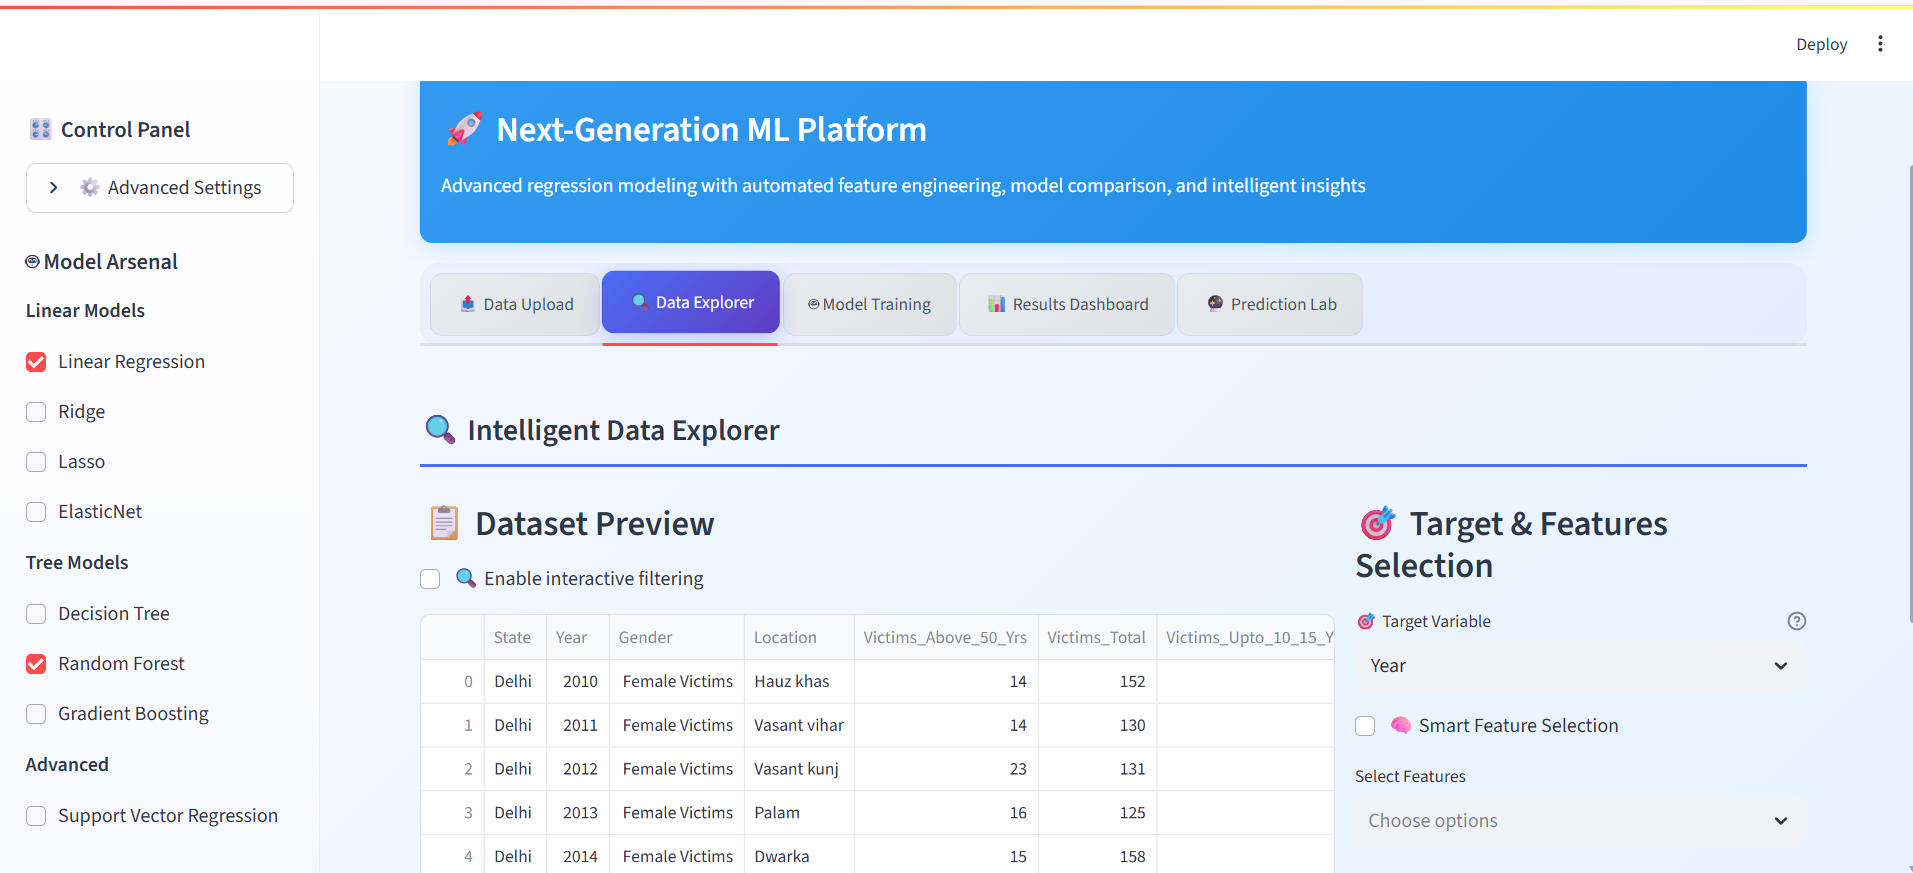 Deploy
Control Panel
Advanced Settings
Model Arsenal
Linear Models
Linear Regression
Ridge
Lasso
ElasticNet
Tree Models
Decision Tree
Random Forest
Gradient Boosting
Advanced
Support Vector Regression
Next-Generation ML Platform
Advanced regression modeling with automated feature engineering, model comparison, and intelligent insights
Data Upload
Data Explorer
Model Training
Results Dashboard
Prediction Lab
Intelligent Data Explorer
Dataset Preview
Enable interactive filtering
State Year Gender Location Victims_Above_50_Yrs Victims_Total Victims_Upto_10_15_Y
0 Delhi 2010 Female Victims Hauz khas 14 152
1 Delhi 2011 Female Victims Vasant vihar 14 130
2 Delhi 2012 Female Victims Vasant kunj 23 131
3 Delhi 2013 Female Victims Palam 16 125
4 Delhi 2014 Female Victims Dwarka 15 158
Target & Features
Selection
Target Variable
?
Year
Smart Feature Selection
Select Features
Choose options